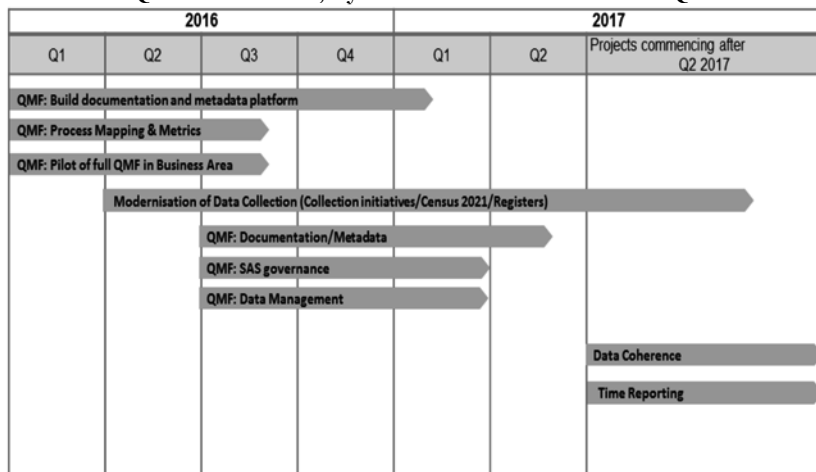 2016 2017
Q1 Q2 Q3 Q4 Q1 Q2 Projects commencing after
Q2 2017
QMF: Build documentation and metadata platform
QMF: Process Mapping & Metrics
QMF: Pilot of full QMF in Business Area
Modernisation of Data Collection (Collection initiatives/Census 2021/Registers)
QMF: Documentation/Metadata
QMF: SAS governance
QMF: Data Management
Data Coherence
Time Reporting